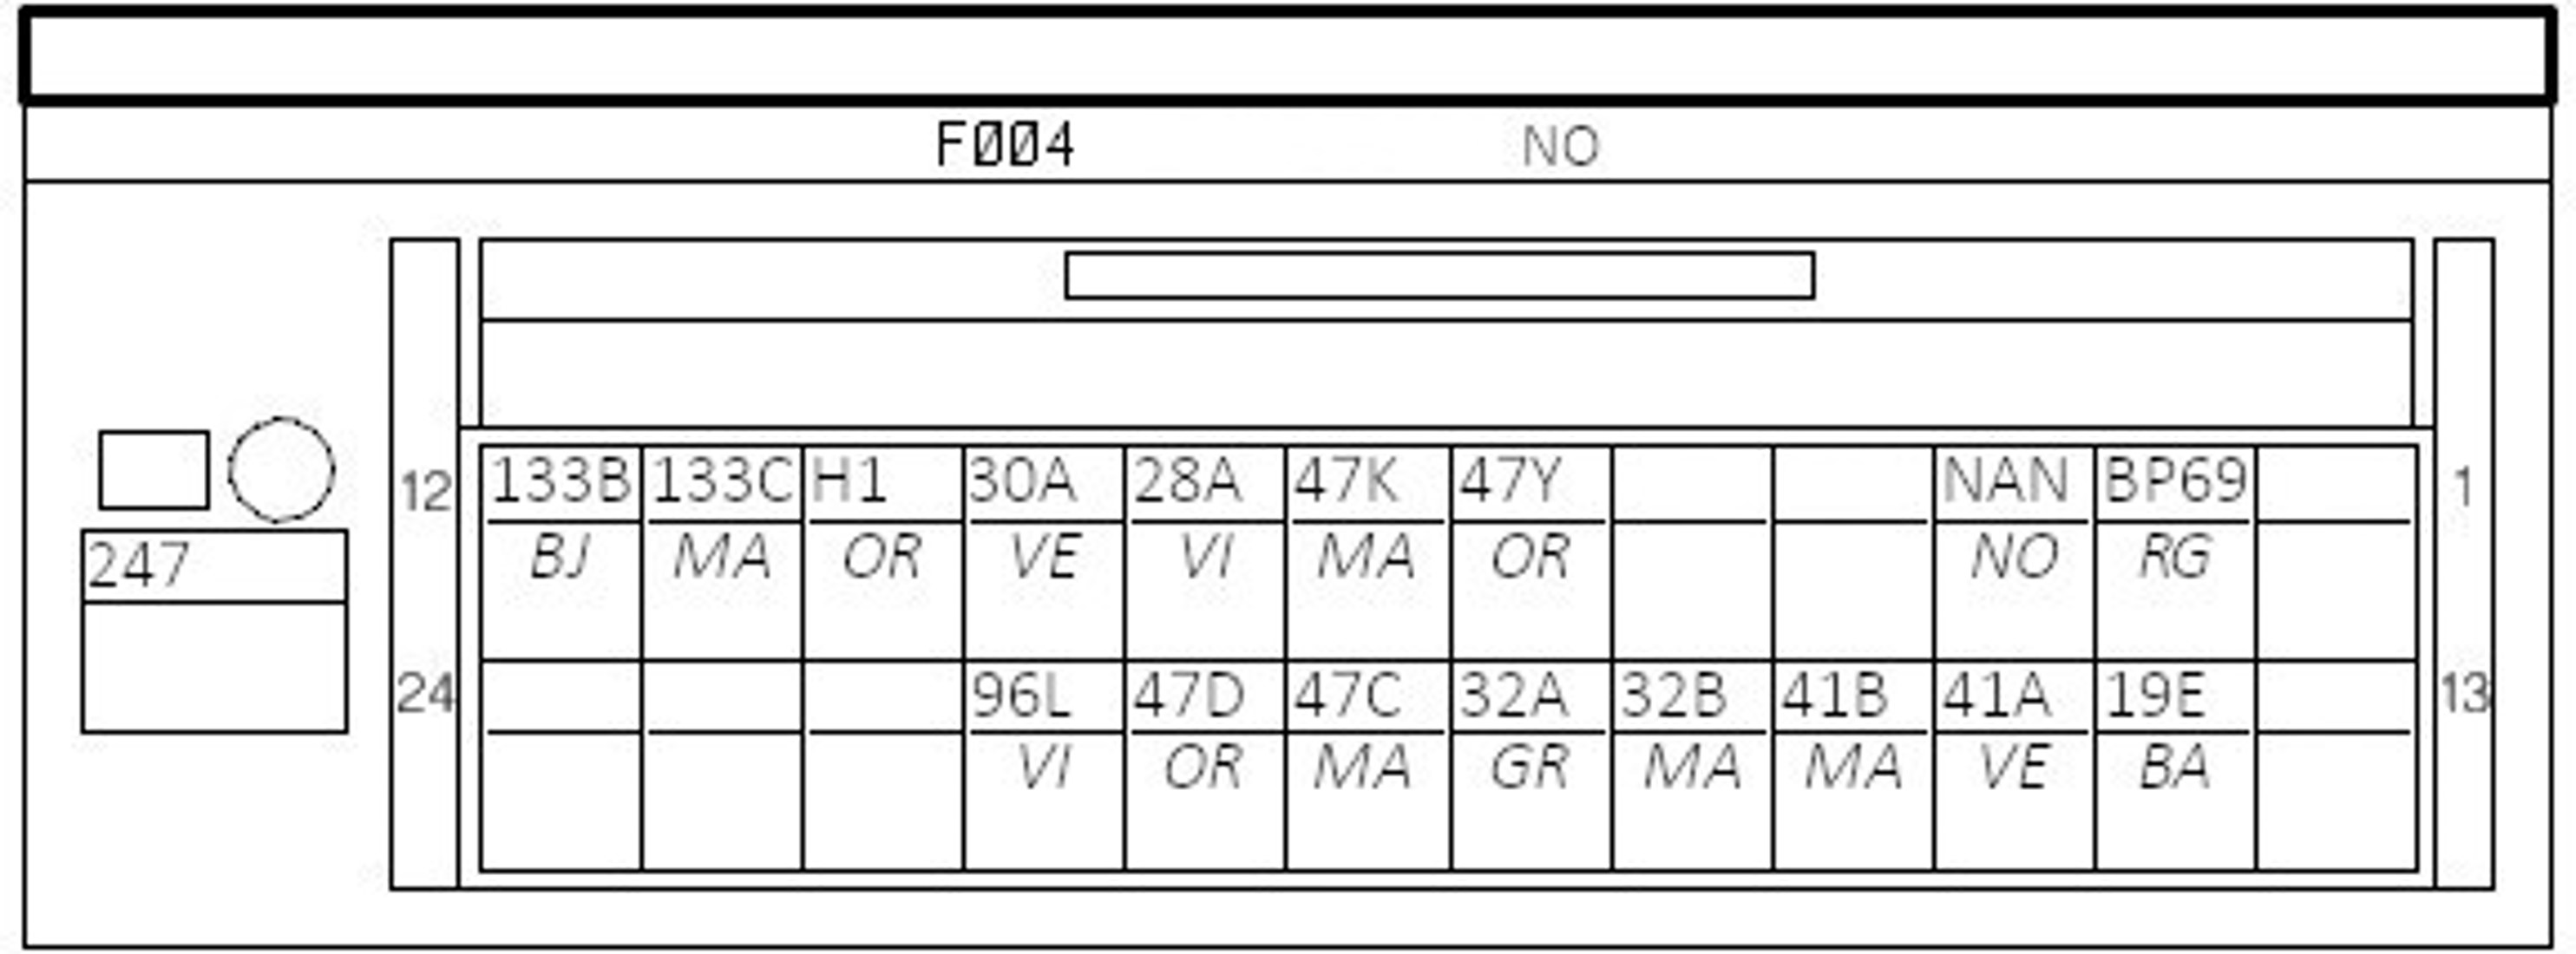 F004 NO
12 133B 133C H1 30A 28A 47K 47Y NAN BP69 1
BJ MA OR VE VI MA OR NO RG
247
24 96L 47D 47C 32A 32B 41B 41A 19E 13
VI OR MA GR MA MA VE BA